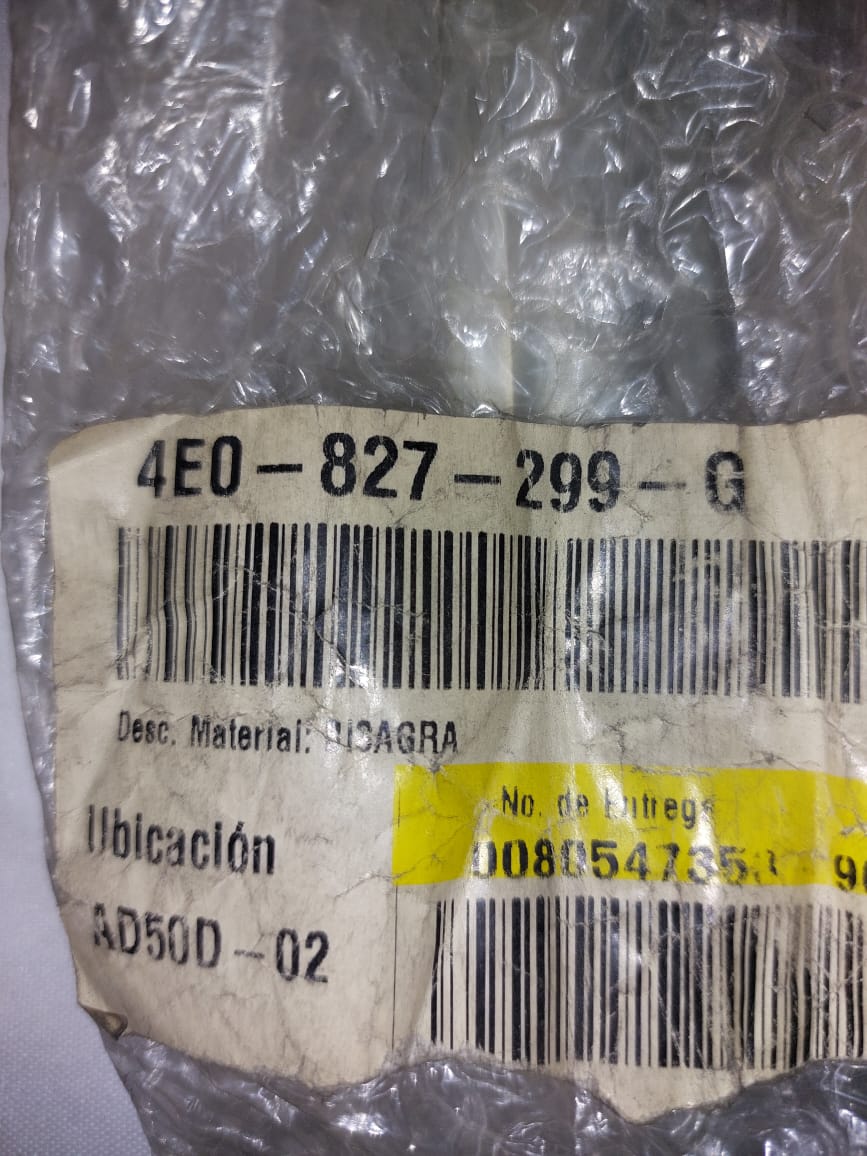 4E0-827-299-G
Desc. Material: BISAGRA
No. de Entrega
Ubicación
AD50D-02